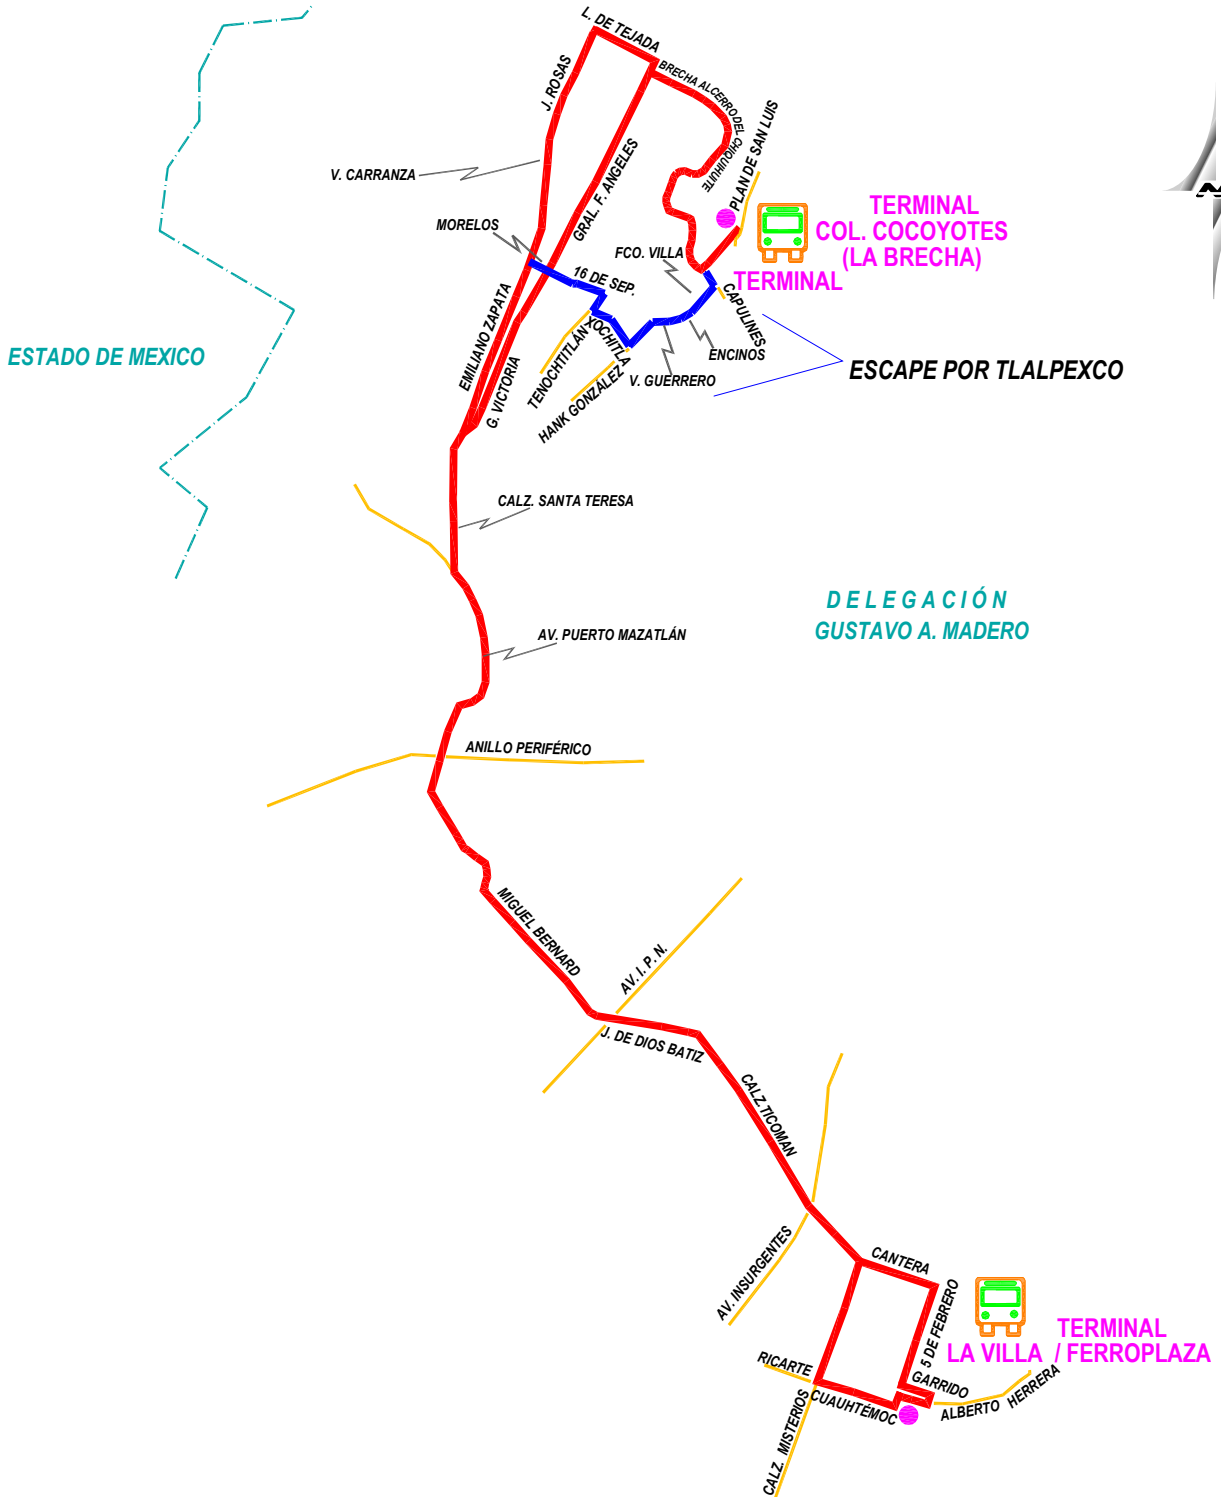 L. DE TEJADA
BRECHA AL CERRO DEL CHIQUIHUITE
J. ROSAS
PLAN DE SAN LUIS
V. CARRANZA
GRAL. F. ANGELES
TERMINAL
COL. COCOYOTES
(LA BRECHA)
MORELOS
FCO. VILLA
16 DE SEP.
TERMINAL
CAPULINES
EMILIANO ZAPATA
XOCHITLA
TENOCHTITLÁN
ENCINOS
ESTADO DE MEXICO
G. VICTORIA
HANK GONZÁLEZ
V. GUERRERO
ESCAPE POR TLALPEXCO
CALZ. SANTA TERESA
DELEGACIÓN
GUSTAVO A. MADERO
AV. PUERTO MAZATLÁN
ANILLO PERIFÉRICO
MIGUEL BERNARD
AV. I. P. N.
J. DE DIOS BATIZ
CALZ.TICOMAN
AV. INSURGENTES
CANTERA
5 DE FEBRERO
TERMINAL
LA VILLA / FERROPLAZA
RICARTE
GARRIDO
CUAUHTÉMOC
ALBERTO HERRERA
CALZ. MISTERIOS